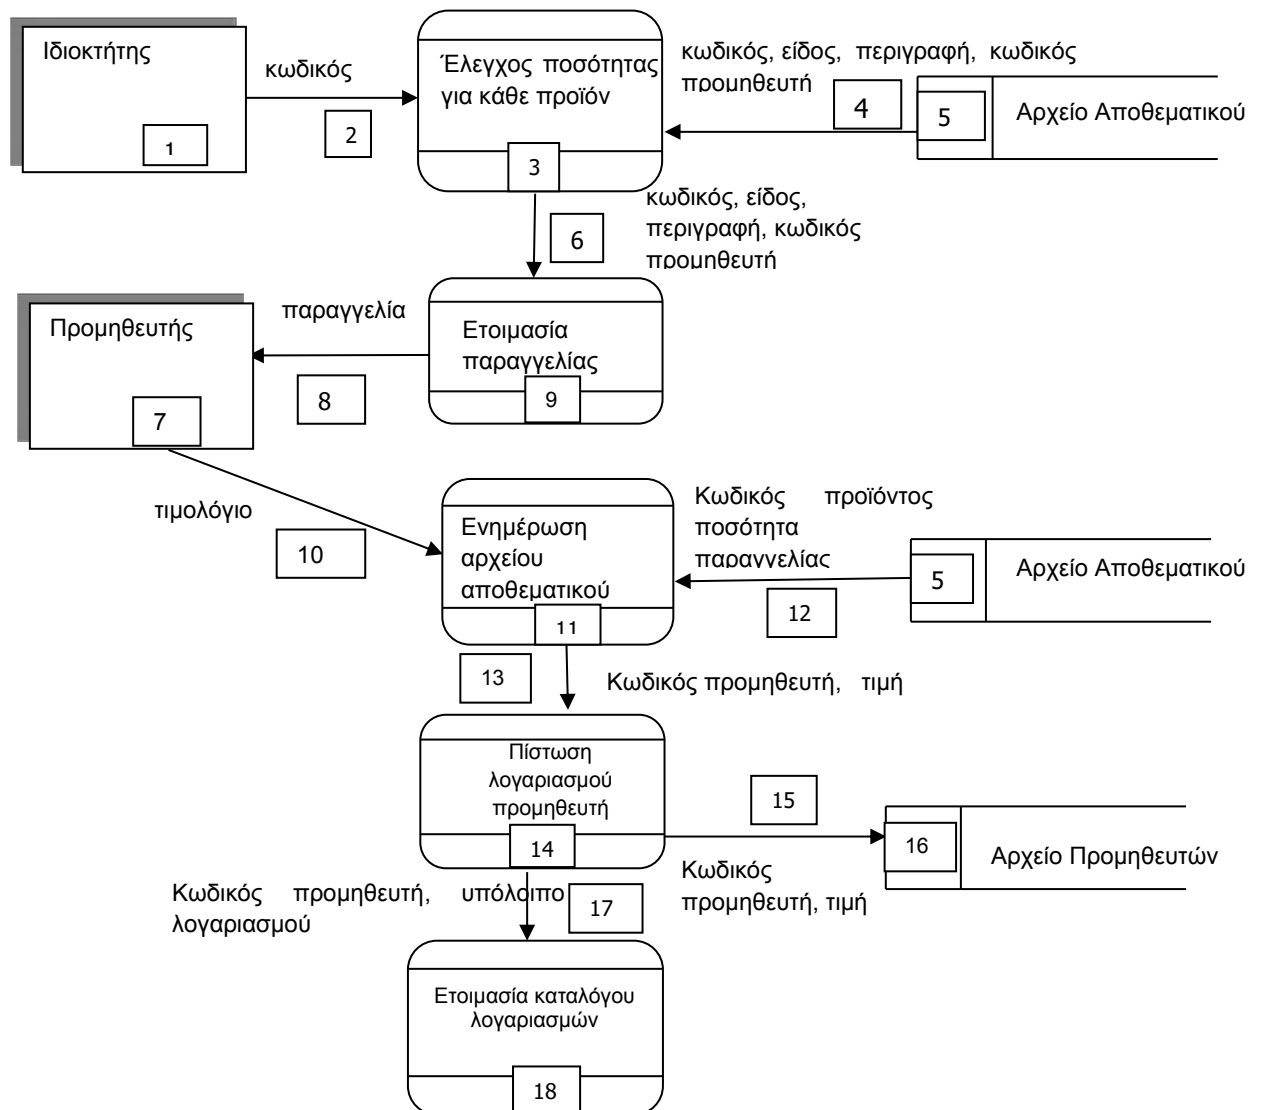 Ιδιοκτήτης
1
κωδικός
2
Έλεγχος ποσότητας
για κάθε προϊόν
3
κωδικός, είδος, περιγραφή, κωδικός
προμηθευτή
4
5
Αρχείο Αποθεματικού
κωδικός, είδος,
περιγραφή, κωδικός
προμηθευτή
6
Προμηθευτής
7
παραγγελία
8
Ετοιμασία
παραγγελίας
9
τιμολόγιο
10
Ενημέρωση
αρχείου
αποθεματικού
11
Κωδικός προϊόντος
ποσότητα
παραγγελίας
12
5
Αρχείο Αποθεματικού
13
Κωδικός προμηθευτή, τιμή
Πίστωση
λογαριασμού
προμηθευτή
14
15
Κωδικός
προμηθευτή, τιμή
16
Αρχείο Προμηθευτών
Κωδικός προμηθευτή, υπόλοιπο
λογαριασμού
17
Ετοιμασία καταλόγου
λογαριασμών
18